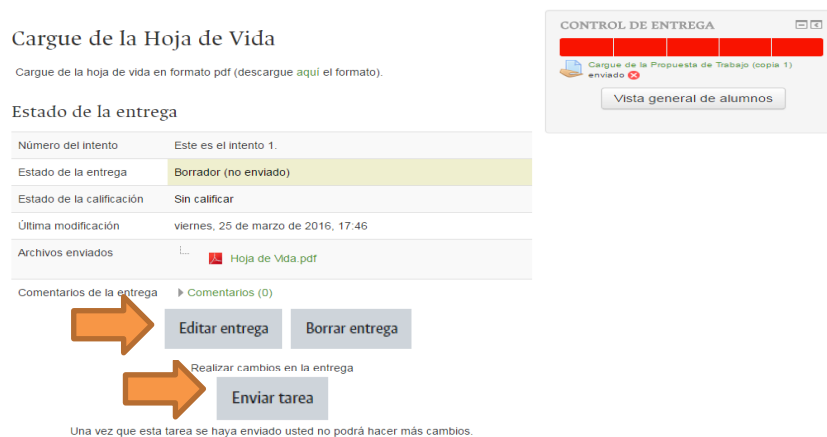 Cargue de la Hoja de Vida
Cargue de la hoja de vida en formato pdf (descargue aquí el formato).
Estado de la entrega
Número del intento Este es el intento 1.
Estado de la entrega Borrador (no enviado)
Estado de la calificación Sin calificar
Última modificación viernes, 25 de marzo de 2016, 17:46
Archivos enviados Hoja de Vida.pdf
Comentarios de la entrega Comentarios (0)
Editar entrega Borrar entrega
Realizar cambios en la entrega
Enviar tarea
Una vez que esta tarea se haya enviado usted no podrá hacer más cambios.
CONTROL DE ENTREGA
Cargue de la Propuesta de Trabajo (copia 1)
enviado
Vista general de alumnos